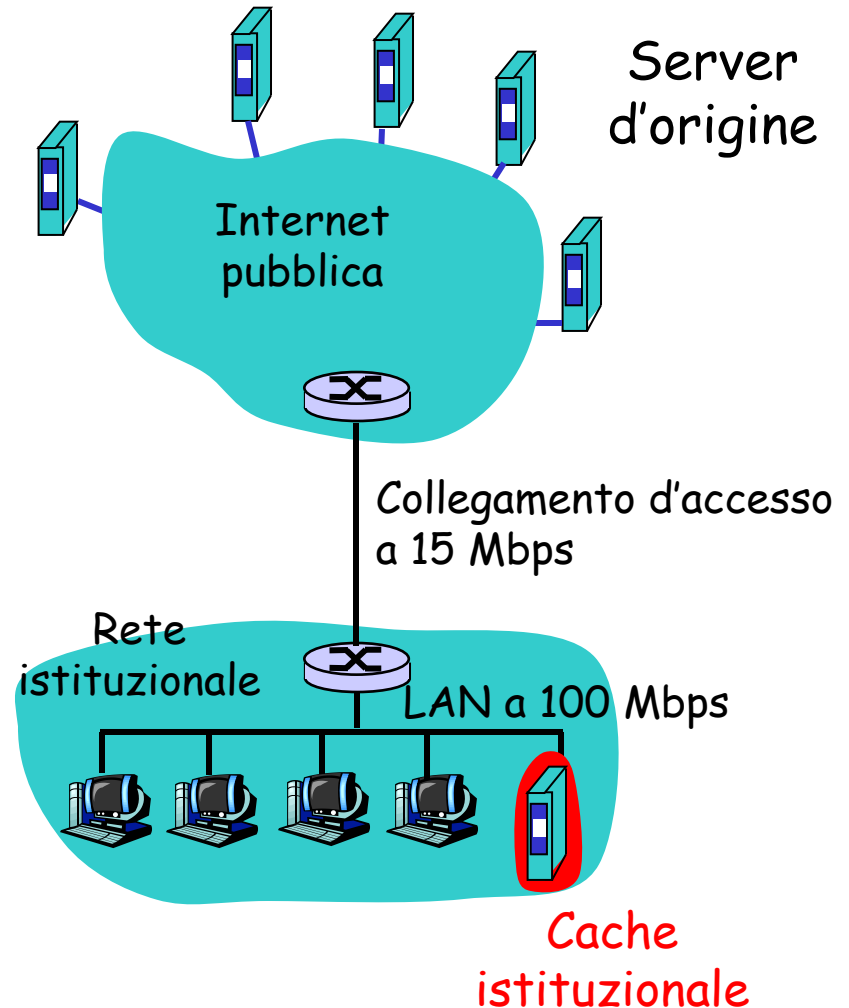 Server
d'origine
Internet
pubblica
Collegamento d'accesso
a 15 Mbps
Rete
istituzionale
LAN a 100 Mbps
Cache
istituzionale